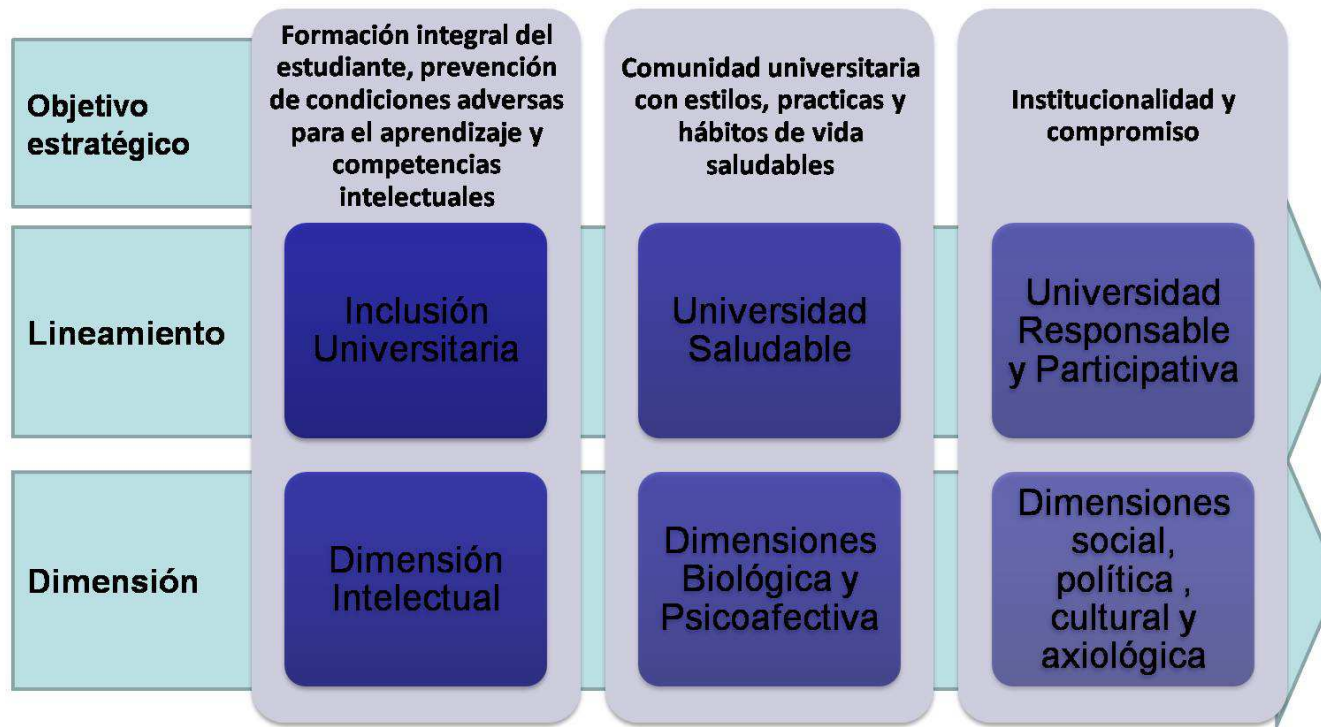 Objetivo
estratégico
Formación integral del
estudiante, prevención
de condiciones adversas
para el aprendizaje y
competencias
intelectuales
Comunidad universitaria
con estilos, practicas y
hábitos de vida
saludables
Institucionalidad y
compromiso
Lineamiento
Inclusión
Universitaria
Universidad
Saludable
Universidad
Responsable
y Participativa
Dimensión
Dimensión
Intelectual
Dimensiones
Biológica y
Psicoafectiva
Dimensiones
social,
política ,
cultural y
axiológica